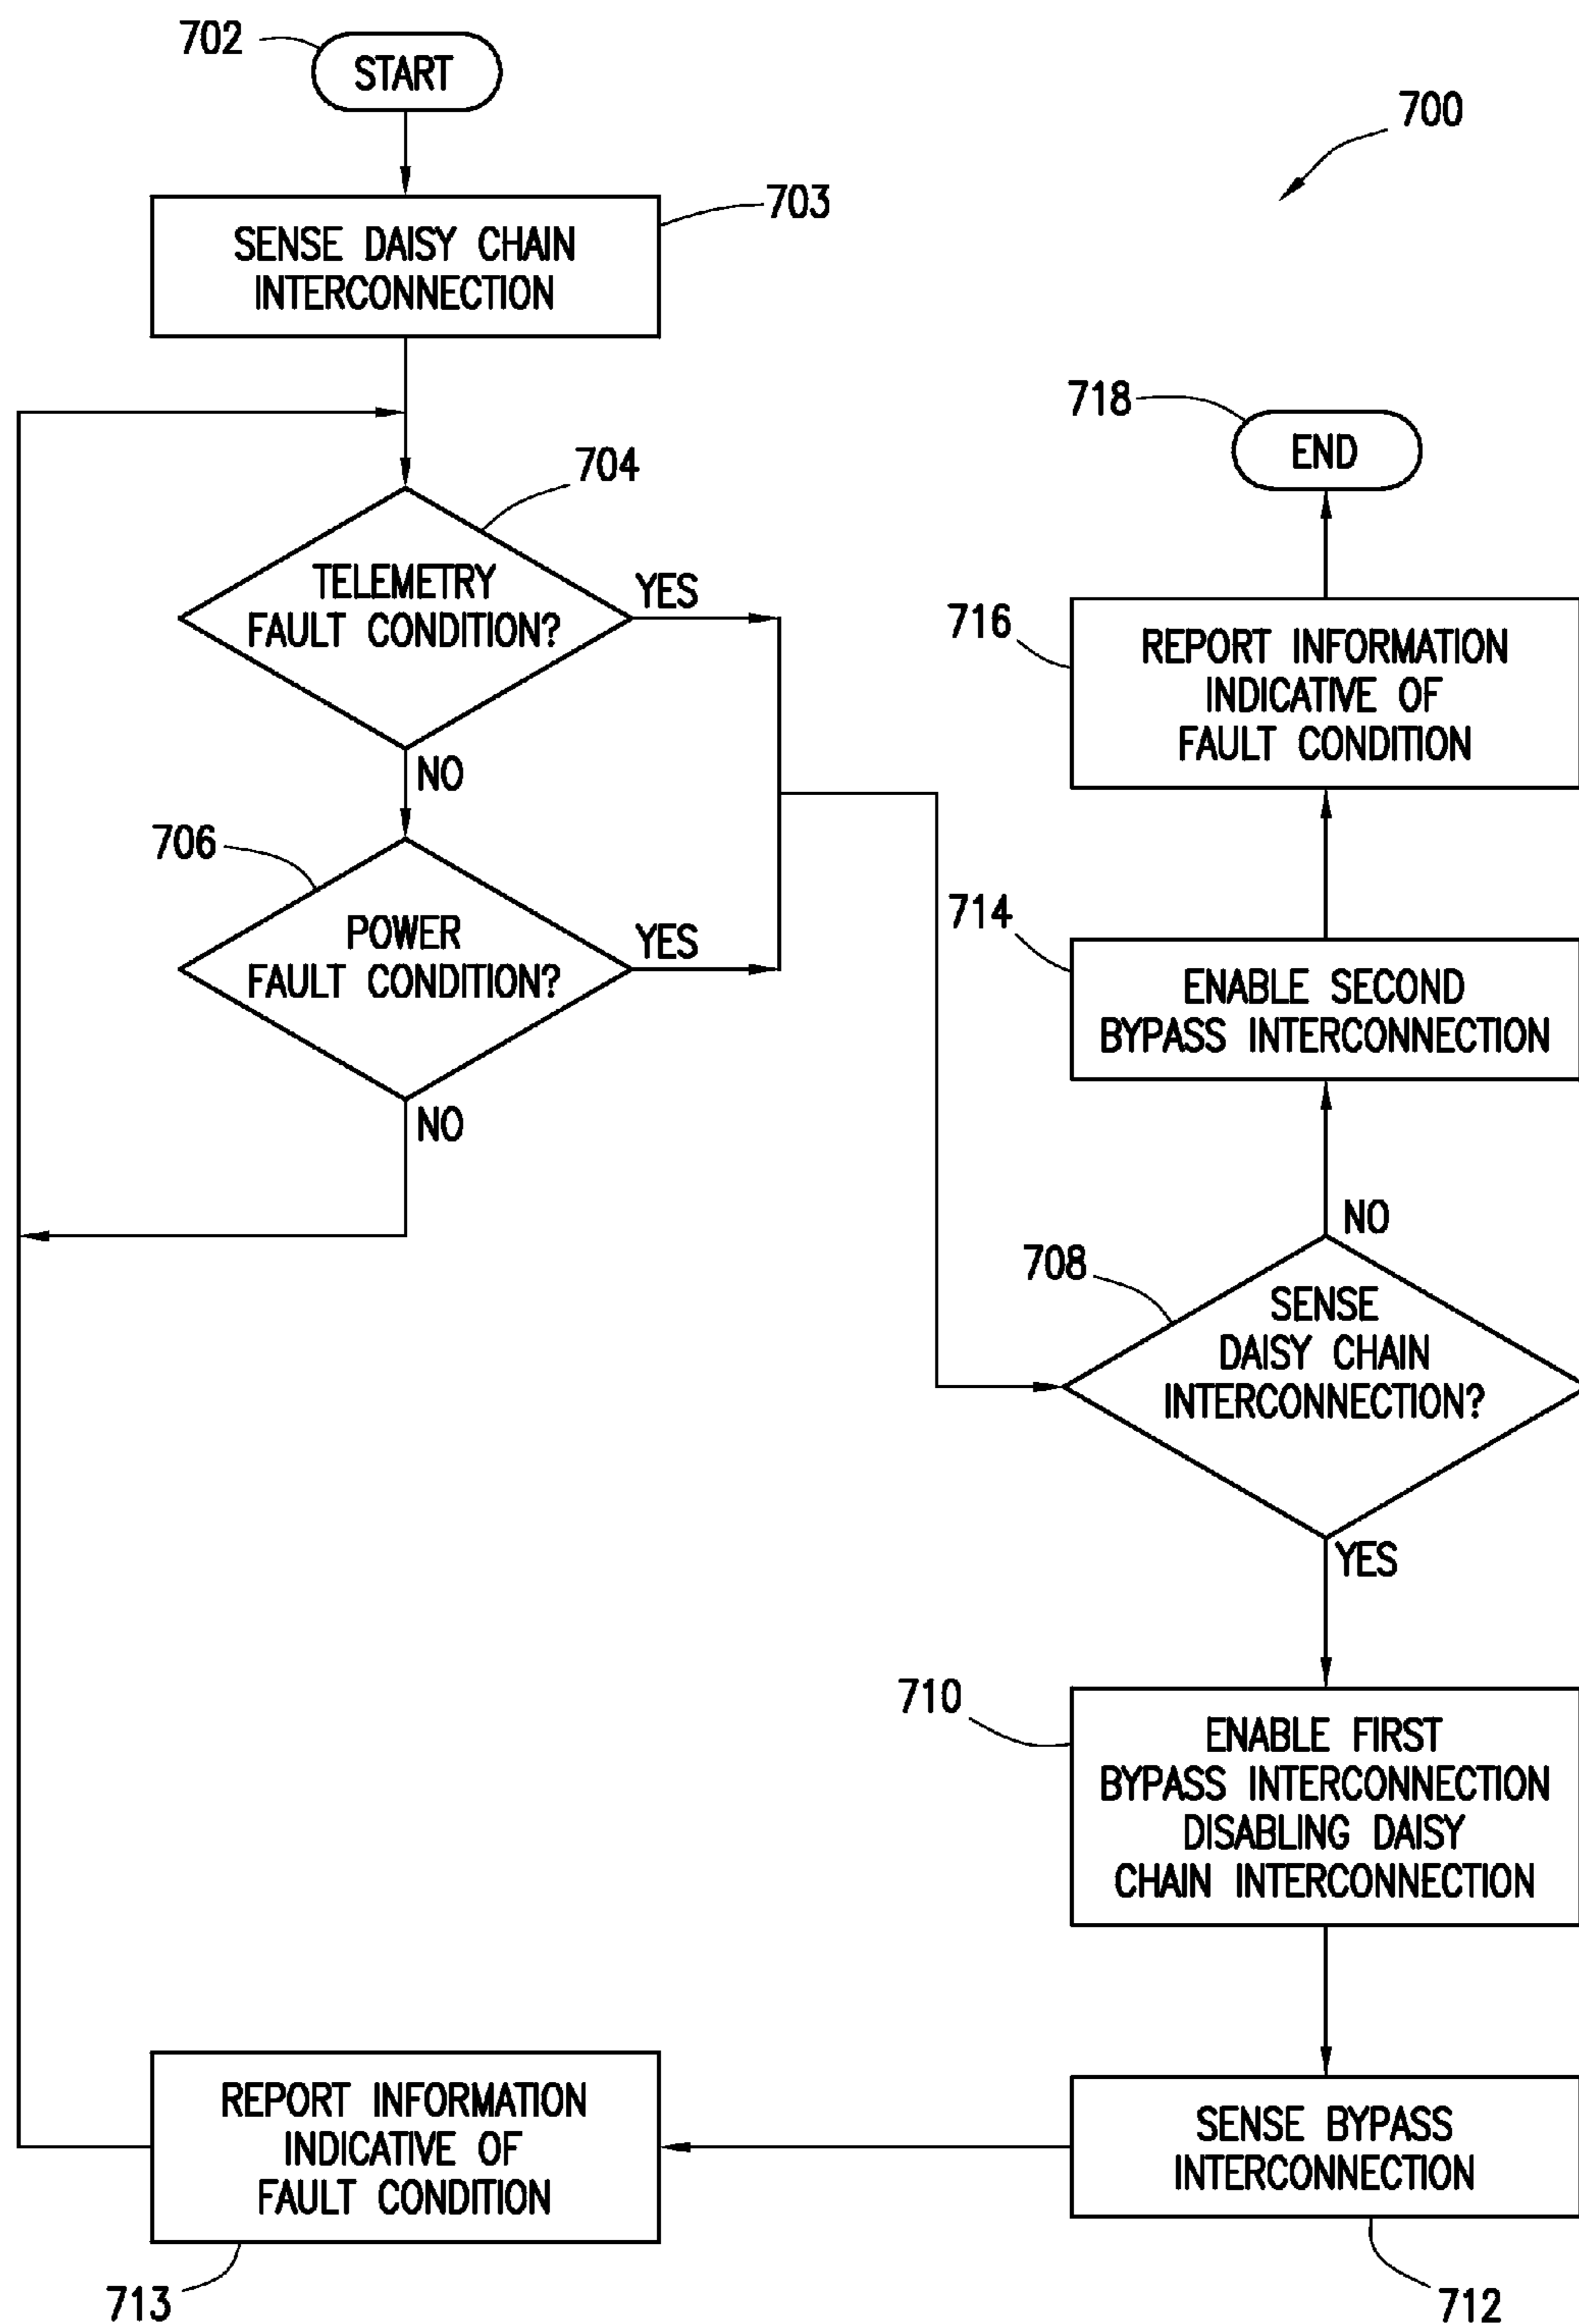 702
START
700
703
SENSE DAISY CHAIN
INTERCONNECTION
704
TELEMETRY
FAULT CONDITION?
YES
NO
706
POWER
FAULT CONDITION?
YES
NO
718
END
716
REPORT INFORMATION
INDICATIVE OF
FAULT CONDITION
714
ENABLE SECOND
BYPASS INTERCONNECTION
NO
708
SENSE
DAISY CHAIN
INTERCONNECTION?
YES
710
ENABLE FIRST
BYPASS INTERCONNECTION
DISABLING DAISY
CHAIN INTERCONNECTION
SENSE BYPASS
INTERCONNECTION
712
REPORT INFORMATION
INDICATIVE OF
FAULT CONDITION
713